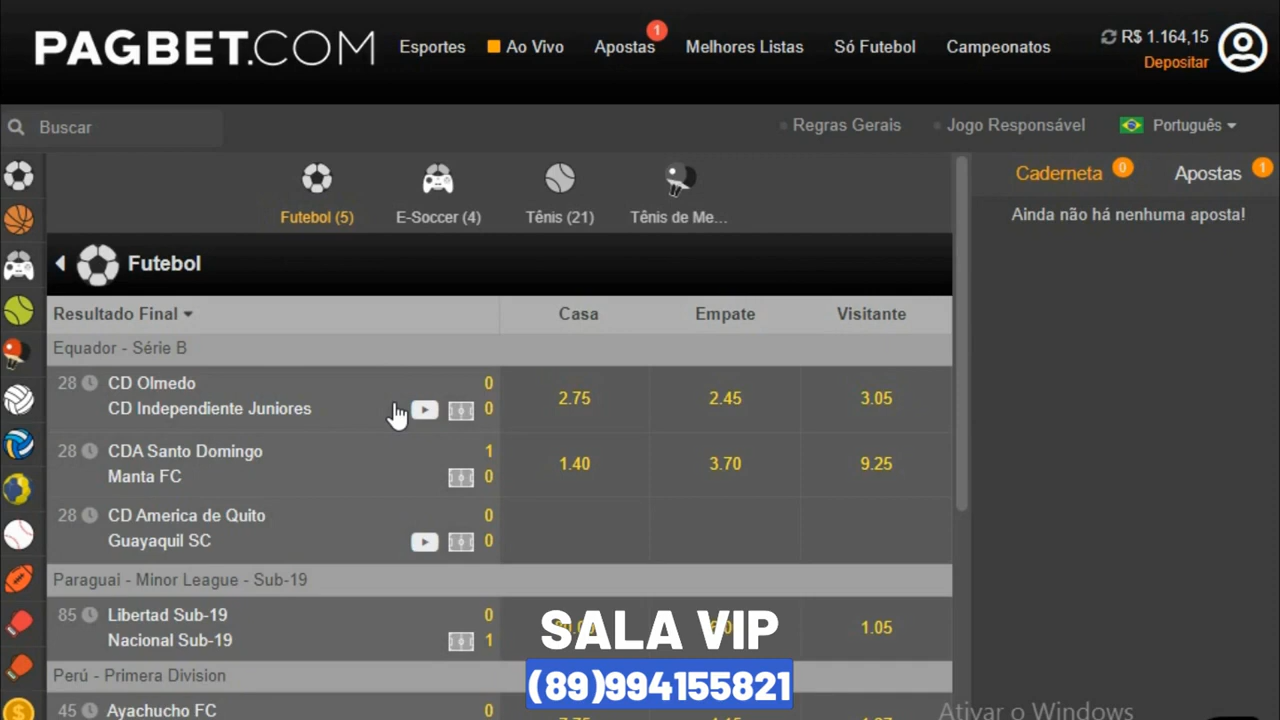 PAGBET.COM
Esportes
Ao Vivo
Apostas
1
Melhores Listas
Só Futebol
Campeonatos
R$ 1.164,15
Depositar
Buscar
Regras Gerais
Jogo Responsável
Português
Futebol (5)
E-Soccer (4)
Tênis (21)
Tênis de Me...
Caderneta 0
Apostas 1
Ainda não há nenhuma aposta!
Futebol
Resultado Final Casa Empate Visitante
Equador - Série B
28 CD Olmedo 0
CD Independiente Juniores 0
2.75 2.45 3.05
28 CDA Santo Domingo 1
Manta FC 0
1.40 3.70 9.25
28 CD America de Quito 0
Guayaquil SC 0
Paraguai - Minor League - Sub-19
85 Libertad Sub-19 0
Nacional Sub-19 1
1.05
Perú - Primera Division
45 Ayachucho FC 0
SALA VIP
(89)994155821
Ativar o Windows